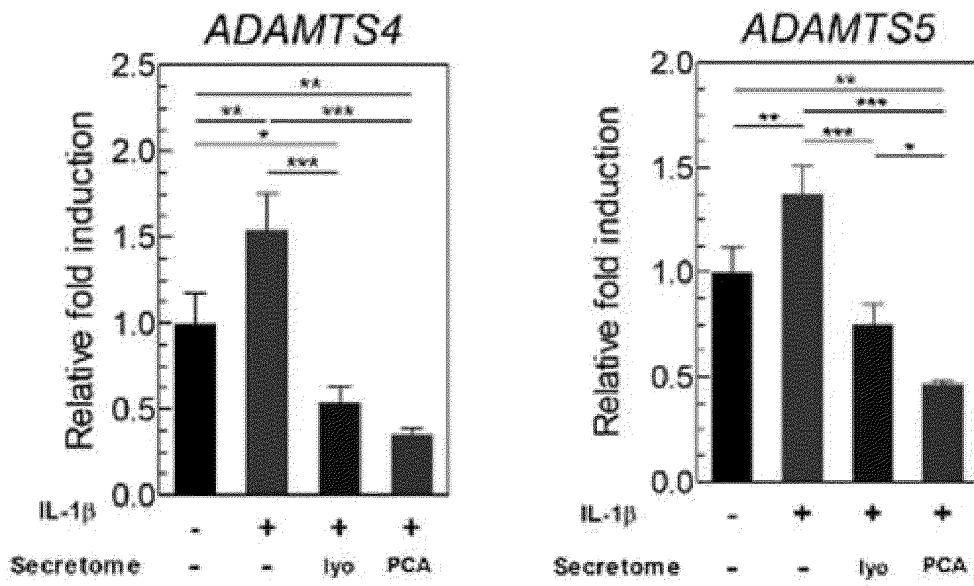 ADAMTS4
ADAMTS5
Relative fold induction
2.5
2.0
1.5
1.0
0.5
0.0
**
** ***
*
***
Relative fold induction
2.0
1.5
1.0
0.5
0.0
**
***
** ***
*
IL-1β - + + +
Secretome - - lyo PCA
IL-1β - + + +
Secretome - - lyo PCA